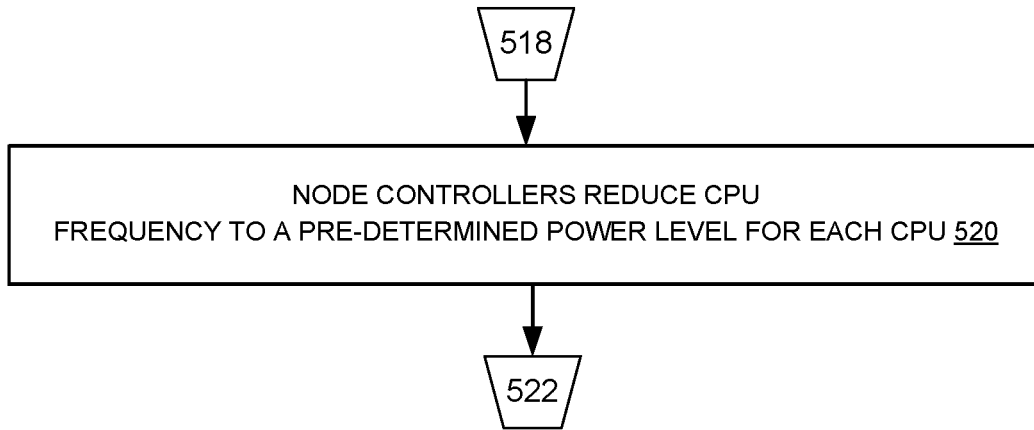 518
NODE CONTROLLERS REDUCE CPU
FREQUENCY TO A PRE-DETERMINED POWER LEVEL FOR EACH CPU 520
522